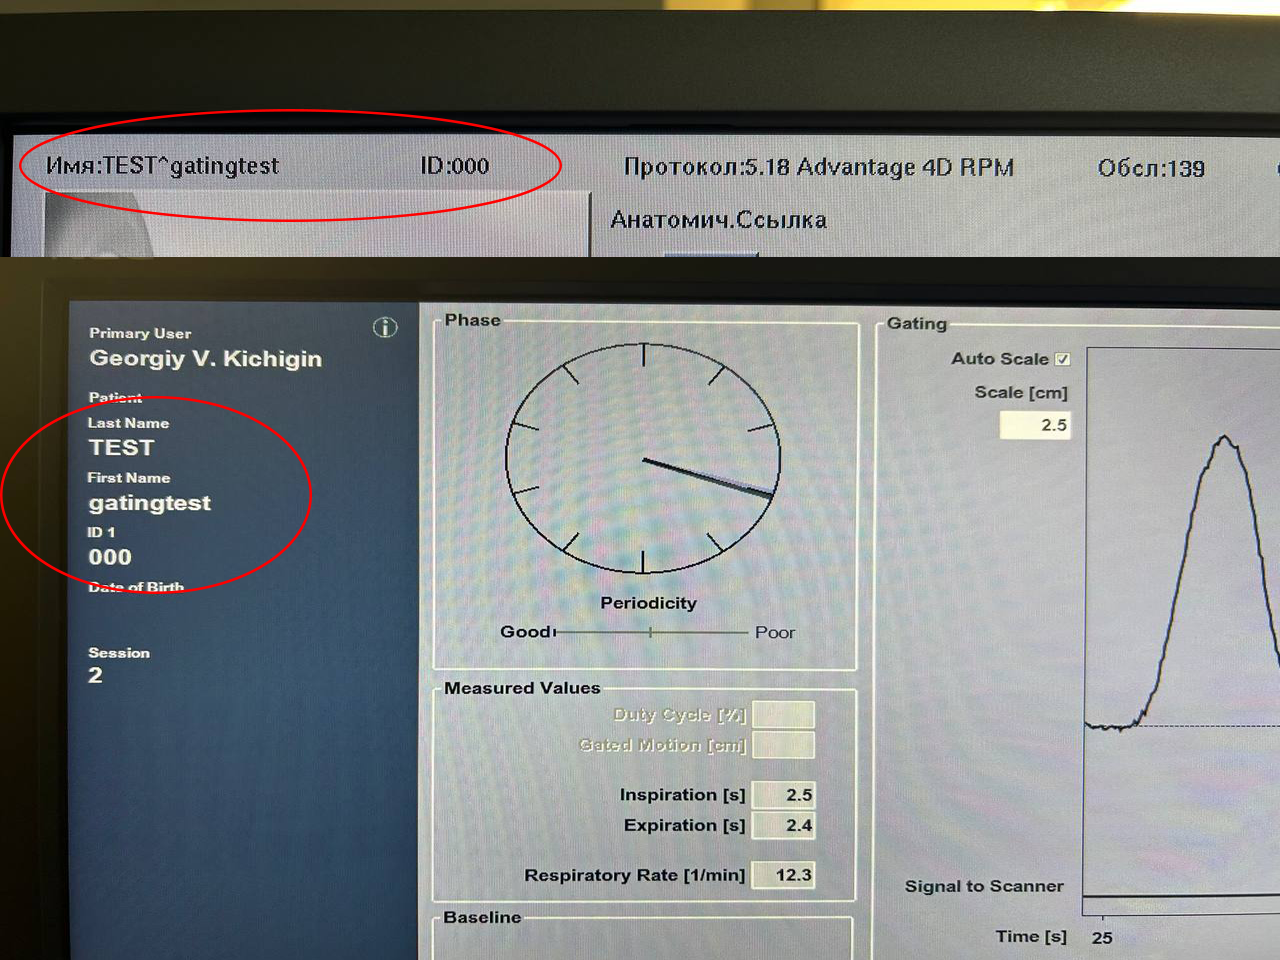 Имя:TEST^gatingtest ID:000 Протокол:5.18 Advantage 4D RPM Обсл:139
Анатомич.Ссылка
Primary User
Georgiy V. Kichigin
Patient
Last Name
TEST
First Name
gatingtest
ID 1
000
Date of Birth
Session
2
Phase
Periodicity
Good Poor
Measured Values
Duty Cycle [%]
Gated Motion [cm]
Inspiration [s] 2.5
Expiration [s] 2.4
Respiratory Rate [1/min] 12.3
Baseline
Gating
Auto Scale
Scale [cm]
2.5
Signal to Scanner
Time [s] 25